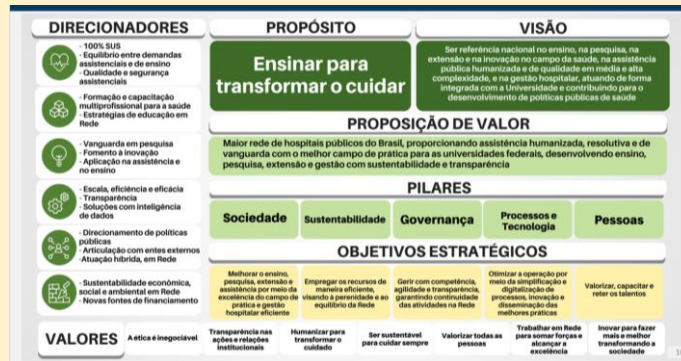 DIRECIONADORES
- 100% SUS
- Equilíbrio entre demandas
assistenciais e de ensino
- Qualidade e segurança
assistenciais
- Formação e capacitação
multiprofissional para a saúde
- Estratégias de educação em
Rede
- Vanguarda em pesquisa
- Fomento à inovação
- Aplicação na assistência e
no ensino
- Escala, eficiência e eficácia
- Transparência
- Soluções com inteligência
de dados
- Direcionamento de políticas
públicas
- Articulação com entes externos
-Atuação híbrida, em Rede
- Sustentabilidade econômica,
social e ambiental em Rede
- Novas fontes de financiamento
PROPÓSITO
Ensinar para
transformar o cuidar
VISÃO
Ser referência nacional no ensino, na pesquisa, na
extensão e na inovação no campo da saúde, na assistência
pública humanizada e de qualidade em média e alta
complexidade, e na gestão hospitalar, atuando de forma
integrada com a Universidade e contribuindo para o
desenvolvimento de políticas públicas de saúde
PROPOSIÇÃO DE VALOR
Maior rede de hospitais públicos do Brasil, proporcionando assistência humanizada, resolutiva e de
vanguarda com o melhor campo de prática para as universidades federais, desenvolvendo ensino,
pesquisa, extensão e gestão com sustentabilidade e transparência
PILARES
Sociedade
Sustentabilidade
Governança
Processos e
Tecnologia
Pessoas
OBJETIVOS ESTRATÉGICOS
Melhorar o ensino,
pesquisa, extensão e
assistência por meio da
excelência do campo de
prática e gestão
hospitalar eficiente
Empregar os recursos de
maneira eficiente,
visando à perenidade e ao
equilíbrio da Rede
Gerir com competência,
agilidade e transparência,
garantindo continuidade
das atividades na Rede
Otimizar a operação por
meio da simplificação e
digitalização de
processos, inovação e
disseminação das
melhores práticas
Valorizar, capacitar e
reter os talentos
VALORES
A ética é inegociável
Transparência nas
ações e relações
institucionais
Humanizar para
transformar o
cuidado
Ser sustentável
para cuidar sempre
Valorizar todas as
pessoas
Trabalhar em Rede
para somar forças e
alcançar a
excelência
Inovar para fazer
mais e melhor
transformando a
sociedade